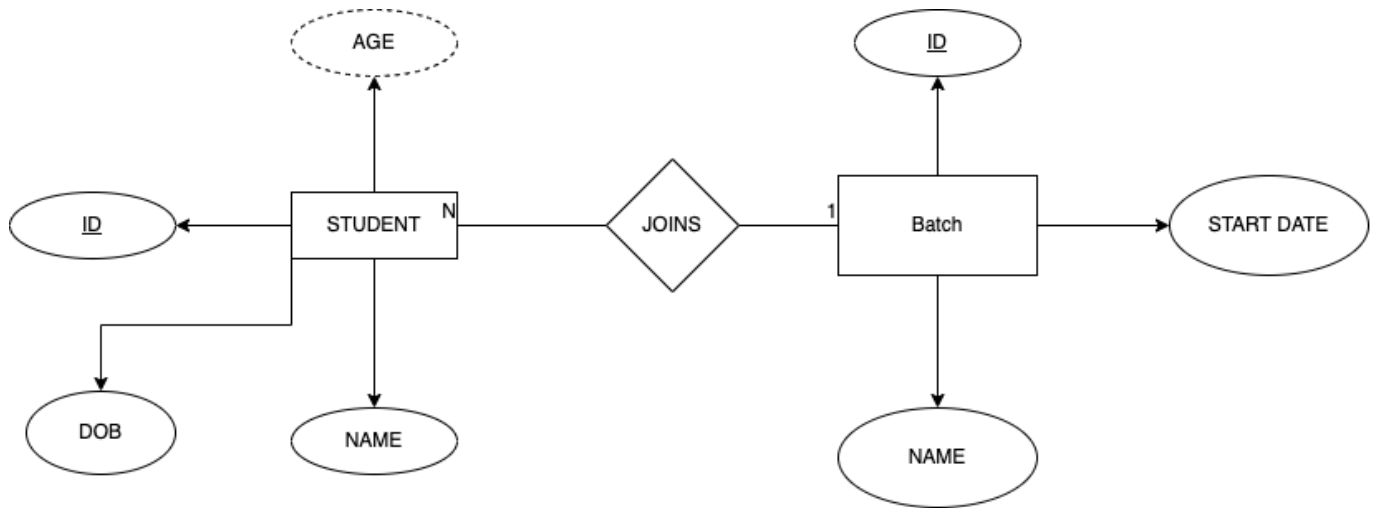 AGE
ID
ID
STUDENT
N
JOINS
1
Batch
START DATE
DOB
NAME
NAME